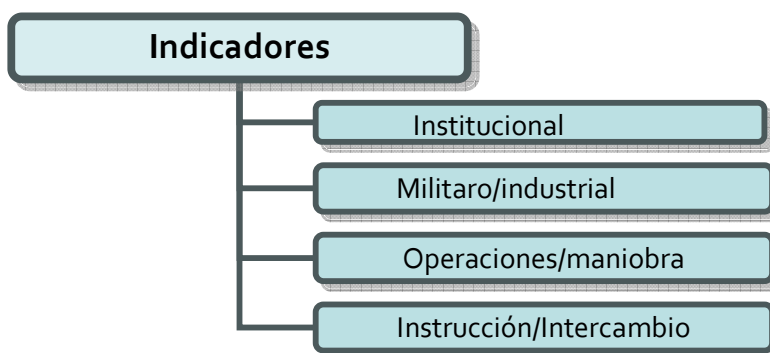 Indicadores
Institucional
Militaro/industrial
Operaciones/maniobra
Instrucción/Intercambio